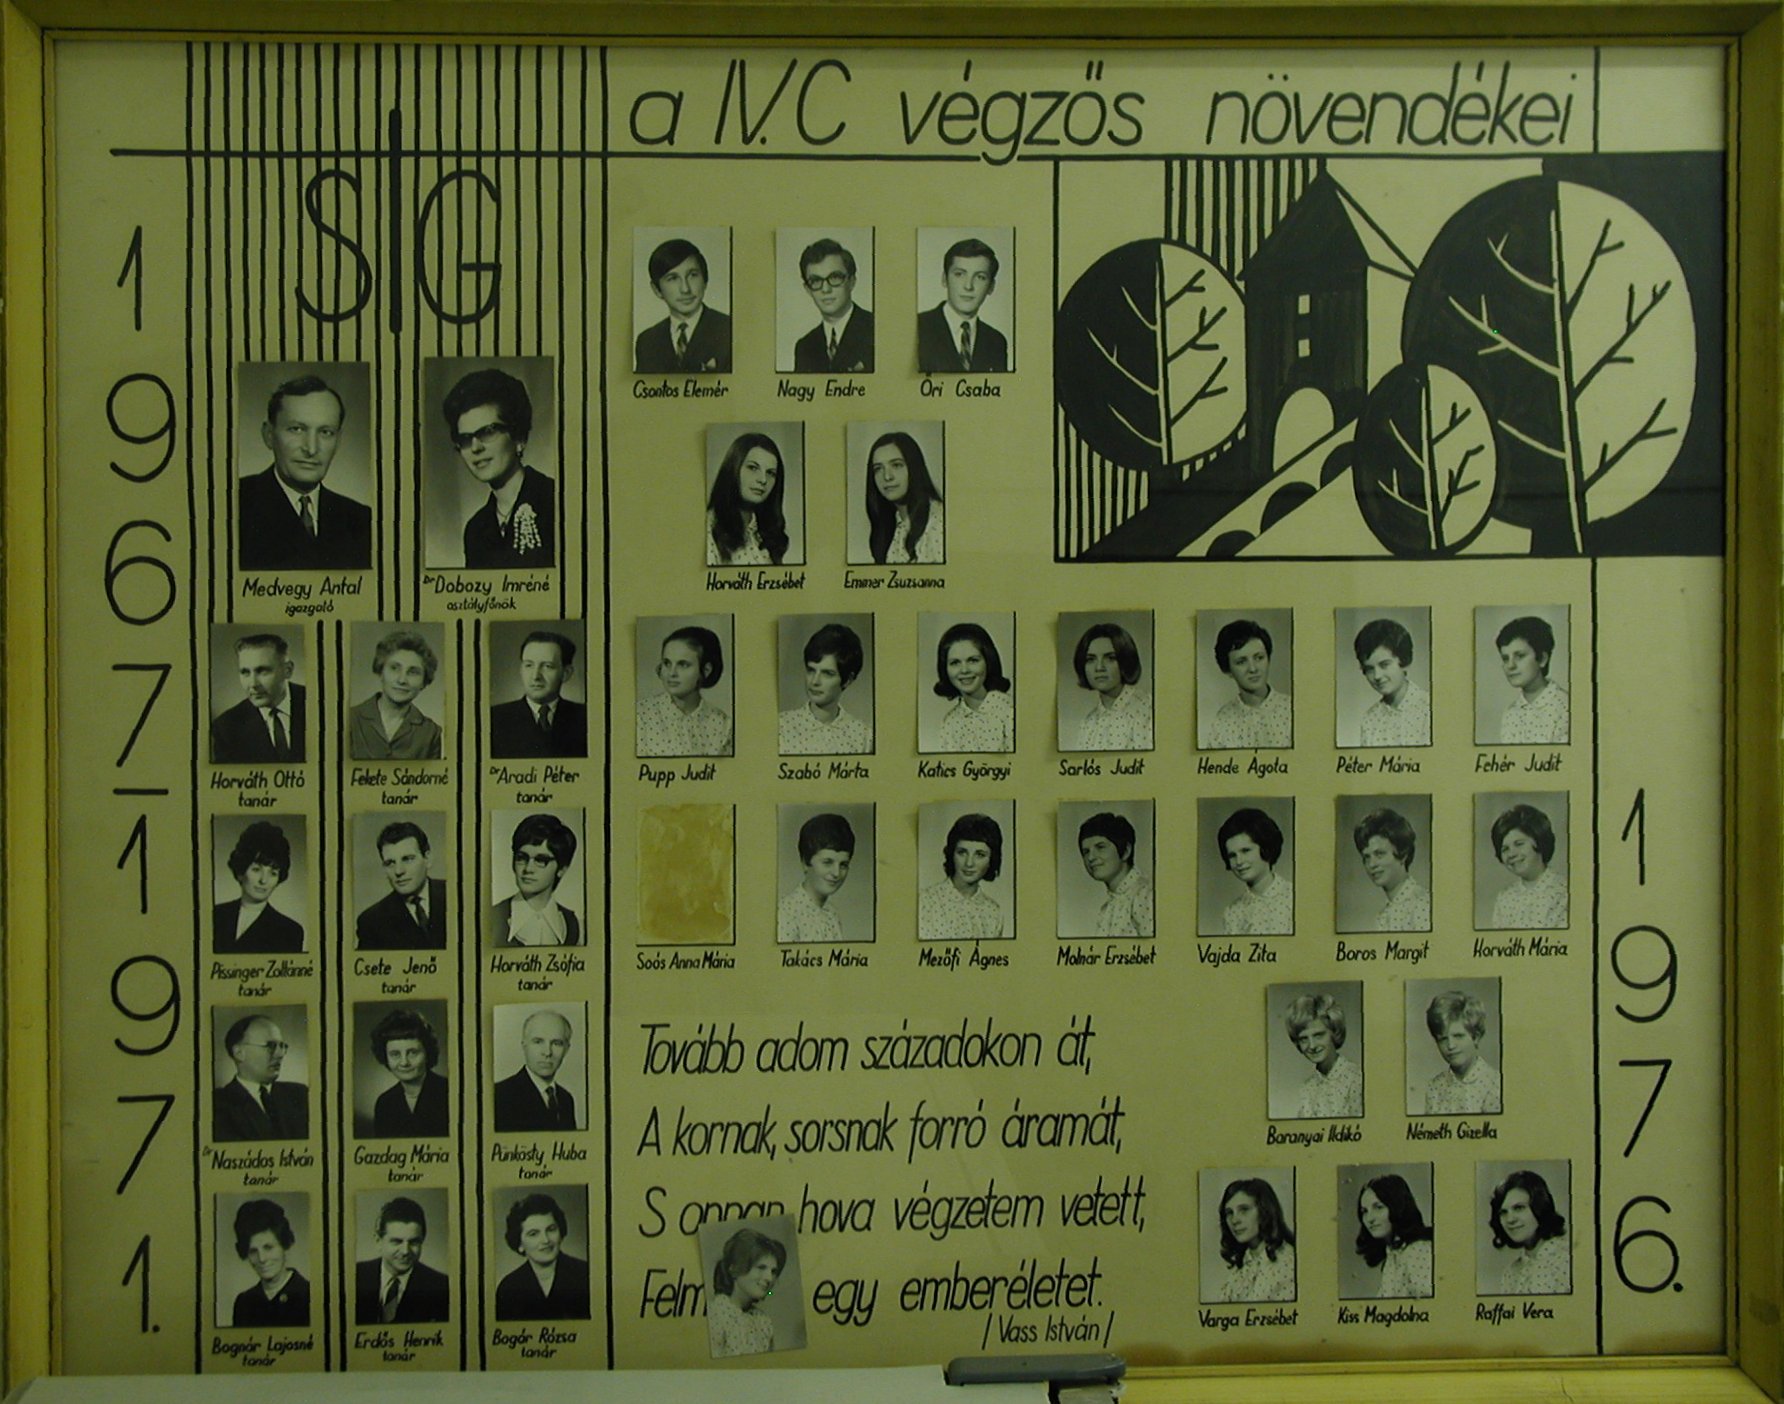 a IV.C végzős növendékei
SIG
1967-1971.
1976.
Medvegy Antal
igazgató
Dr Dobozy Imréné
osztályfőnök
Horváth Ottó
tanár
Fekete Sándorné
tanár
Dr Aradi Péter
tanár
Pissinger Zoltánné
tanár
Csete Jenő
tanár
Horváth Zsófia
tanár
Dr Naszádos István
tanár
Gazdag Mária
tanár
Pünkösty Huba
tanár
Bognár Lajosné
tanár
Erdős Henrik
tanár
Bogár Rózsa
tanár
Csontos Elemér
Nagy Endre
Őri Csaba
Horváth Erzsébet
Emmer Zsuzsanna
Pupp Judit
Szabó Márta
Katics Györgyi
Sarlós Judit
Hende Ágota
Péter Mária
Fehér Judit
Soós Anna Mária
Takács Mária
Mezőfi Ágnes
Molnár Erzsébet
Vajda Zita
Boros Margit
Horváth Mária
Baranyai Ildikó
Németh Gizella
Varga Erzsébet
Kiss Magdolna
Raffai Vera
Tovább adom századokon át,
A kornak, sorsnak forró áramát,
S onnan hova végzetem vetett,
Felm egy emberéletet.
/Vass István/